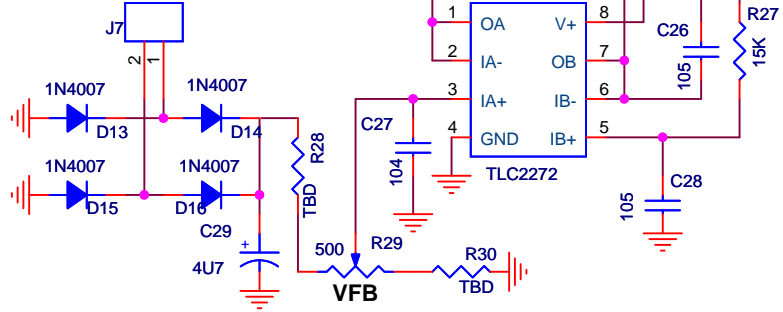 J7
2
1
1N4007
D13
1N4007
D14
1N4007
D15
1N4007
D16
C29
+
4U7
R28
TBD
500
R29
VFB
R30
TBD
C27
104
1
OA
V+
8
2
IA-
OB
7
3
IA+
IB-
6
4
GND
IB+
5
TLC2272
C26
105
R27
15K
C28
105